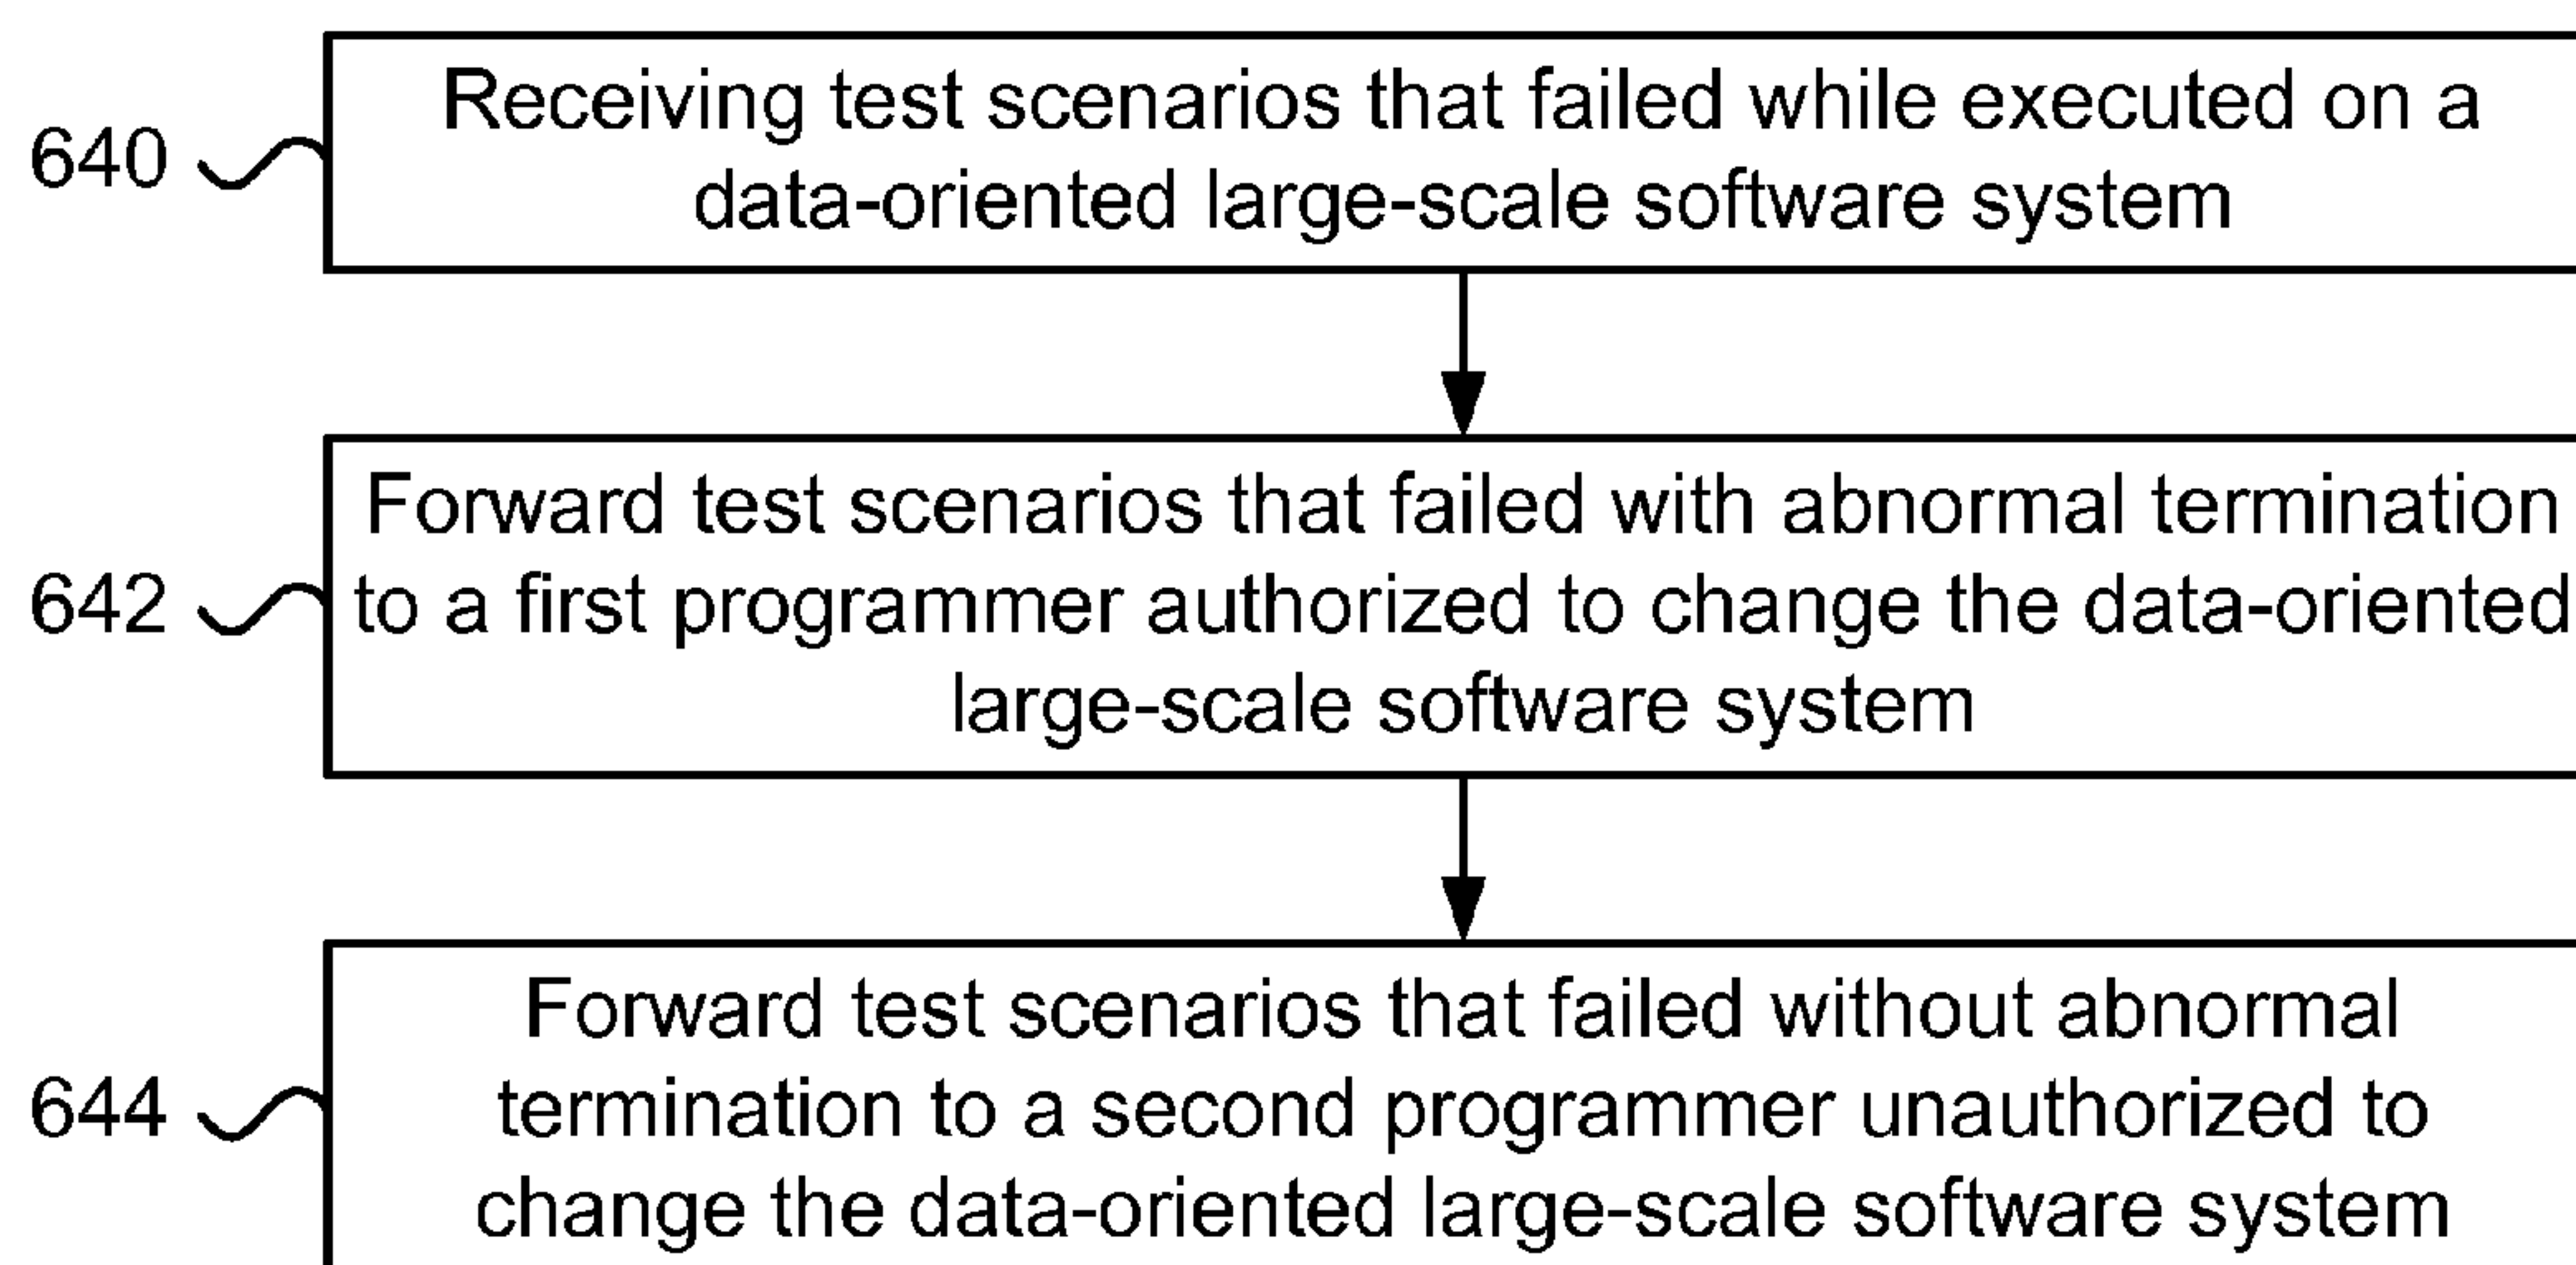 640
Receiving test scenarios that failed while executed on a
data-oriented large-scale software system
642
Forward test scenarios that failed with abnormal termination
to a first programmer authorized to change the data-oriented
large-scale software system
644
Forward test scenarios that failed without abnormal
termination to a second programmer unauthorized to
change the data-oriented large-scale software system